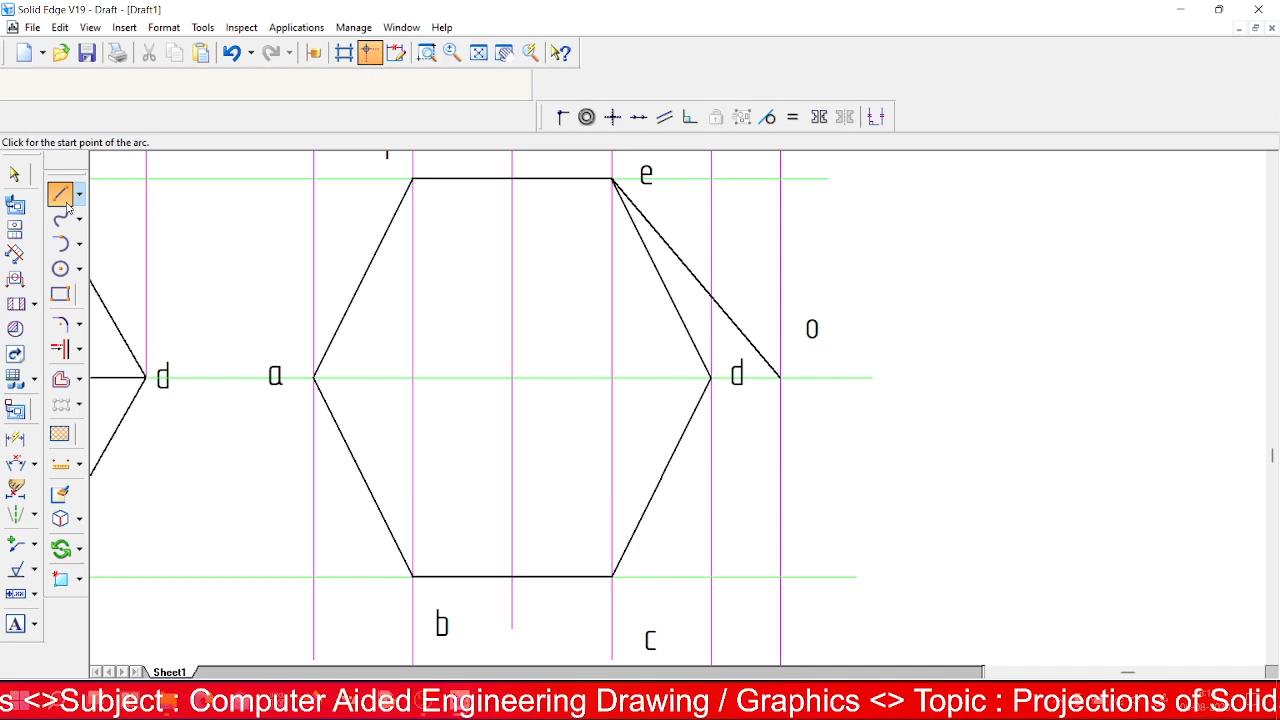 Solid Edge V19 - Draft - [Draft1]
File Edit View Insert Format Tools Inspect Applications Manage Window Help
Click for the start point of the arc.
e
o
d
a
d
b
c
A
Sheet1
s <>Subject : Computer Aided Engineering Drawing / Graphics <> Topic : Projections of Solid